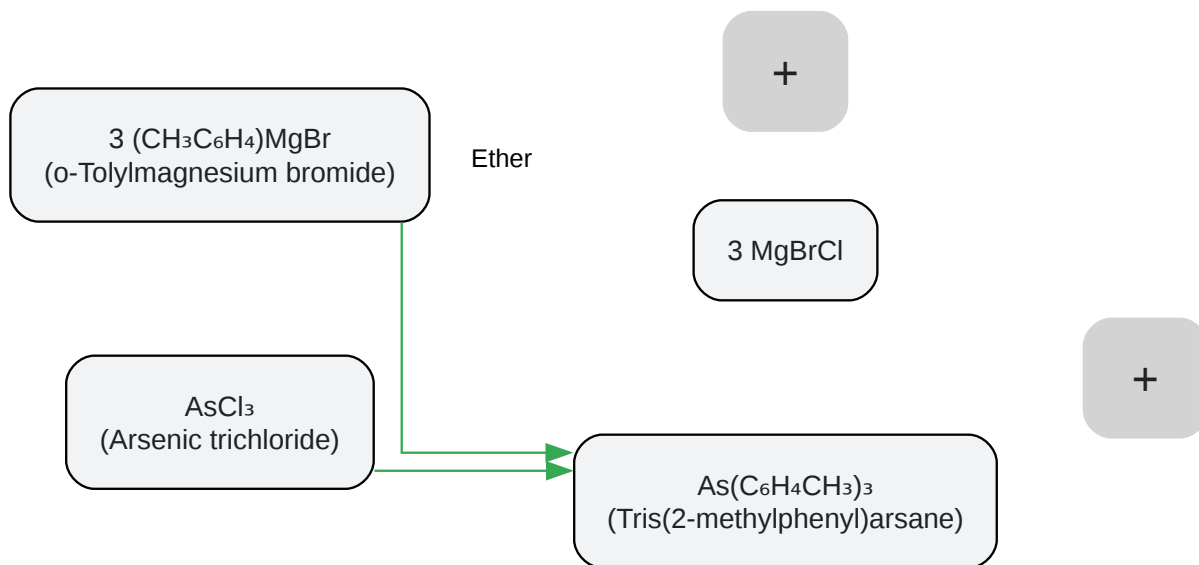 +
3 (CH₃C₆H₄)MgBr
(o-Tolylmagnesium bromide)
Ether
3 MgBrCl
+
AsCl₃
(Arsenic trichloride)
As(C₆H₄CH₃)₃
(Tris(2-methylphenyl)arsane)